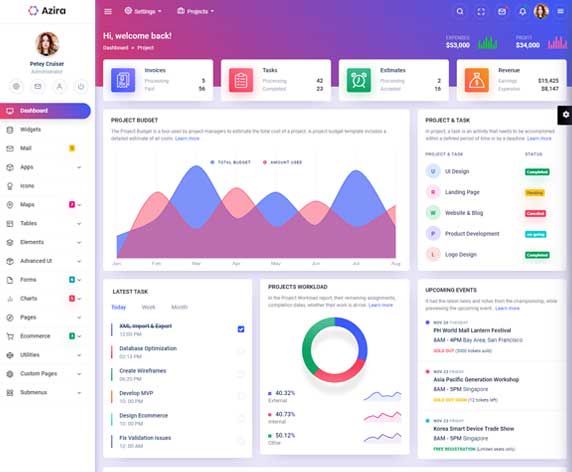 Azira
Settings
Projects
Petey Cruiser
Administrator
Dashboard
Widgets
Mail
Apps
Icons
Maps
Tables
Elements
Advanced UI
Forms
Charts
Pages
Ecommerce
Utilities
Custom Pages
Submenus
Hi, welcome back!
Dashboard
Project
EXPENSES
$53,000
PROFIT
$34,000
Invoices
Processing 5
Paid 56
Tasks
Processing 42
Completed 23
Estimates
Processing 2
Accepted 16
Revenue
Earnings $15,425
Expenses $8,147
PROJECT BUDGET
The Project Budget is a tool used by project managers to estimate the total cost of a project. A project budget template includes a
detailed estimate of all costs. Learn more
TOTAL BUDGET
AMOUNT USED
Jan Feb Mar Apr May Jun Jul Aug
PROJECT & TASK
In project, a task is an activity that needs to be accomplished
within a defined period of time or by a deadline. Learn more
PROJECT & TASK STATUS
U UI Design Completed
R Landing Page Pending
W Website & Blog Canceled
P Product Development on-going
L Logo Design Completed
LATEST TASK
Today Week Month
XML Import & Export
12:00 PM
Database Optimization
02:13 PM
Create Wireframes
06:20 PM
Develop MVP
10: 00 PM
Design Ecommerce
10: 00 PM
Fix Validation Issues
12: 00 AM
PROJECTS WORKLOAD
In the Project Workload report, their remaining assignments,
completion dates, whether their work is arrival. Learn more
40.32%
External
40.73%
Internal
50.12%
Other
UPCOMING EVENTS
It had the latest news and notes from the championship, while
previewing the upcoming event. Learn more
NOV 23 TUESDAY
PH World Mall Lantern Festival
8AM - 4PM Bay Area, San Francisco
SOLD OUT (3000 tickets sold)
NOV 23 FRIDAY
Asia Pacific Generation Workshop
8AM - 5PM Singapore
SOLD OUT SOON (12 tickets left)
NOV 23 FRIDAY
Korea Smart Device Trade Show
8AM - 5PM Singapore
FREE REGISTRATION (Limited seats only)